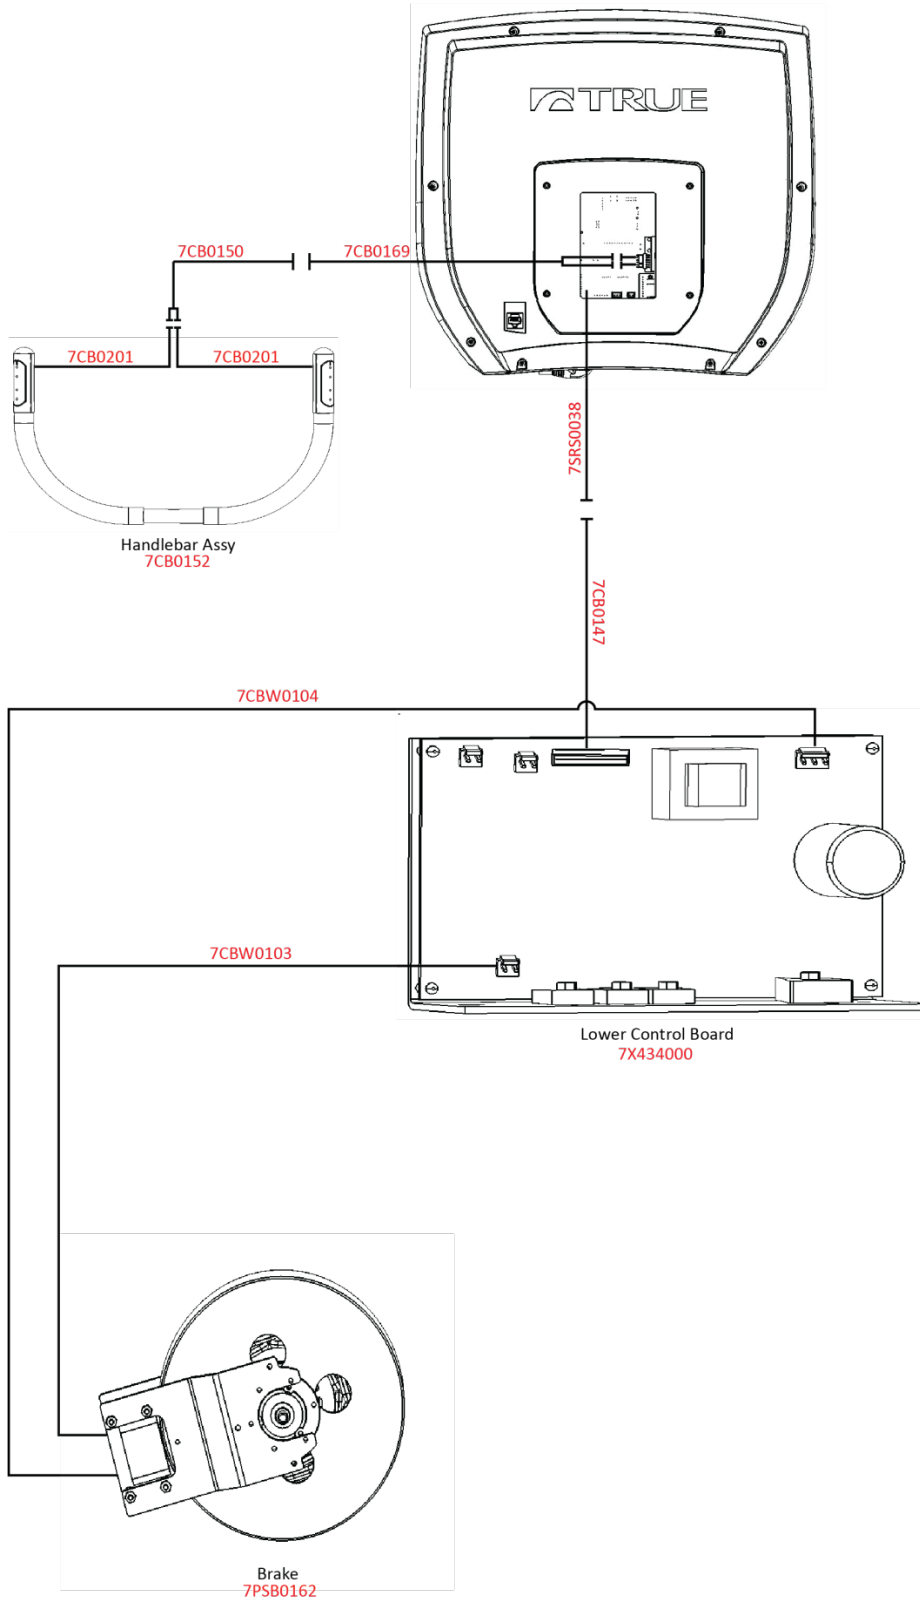 TRUE
7CB0150
7CB0169
7CB0201
7CB0201
7SRS0038
Handlebar Assy
7CB0152
7CB0147
7CBW0104
7CBW0103
Lower Control Board
7X434000
Brake
7PSB0162